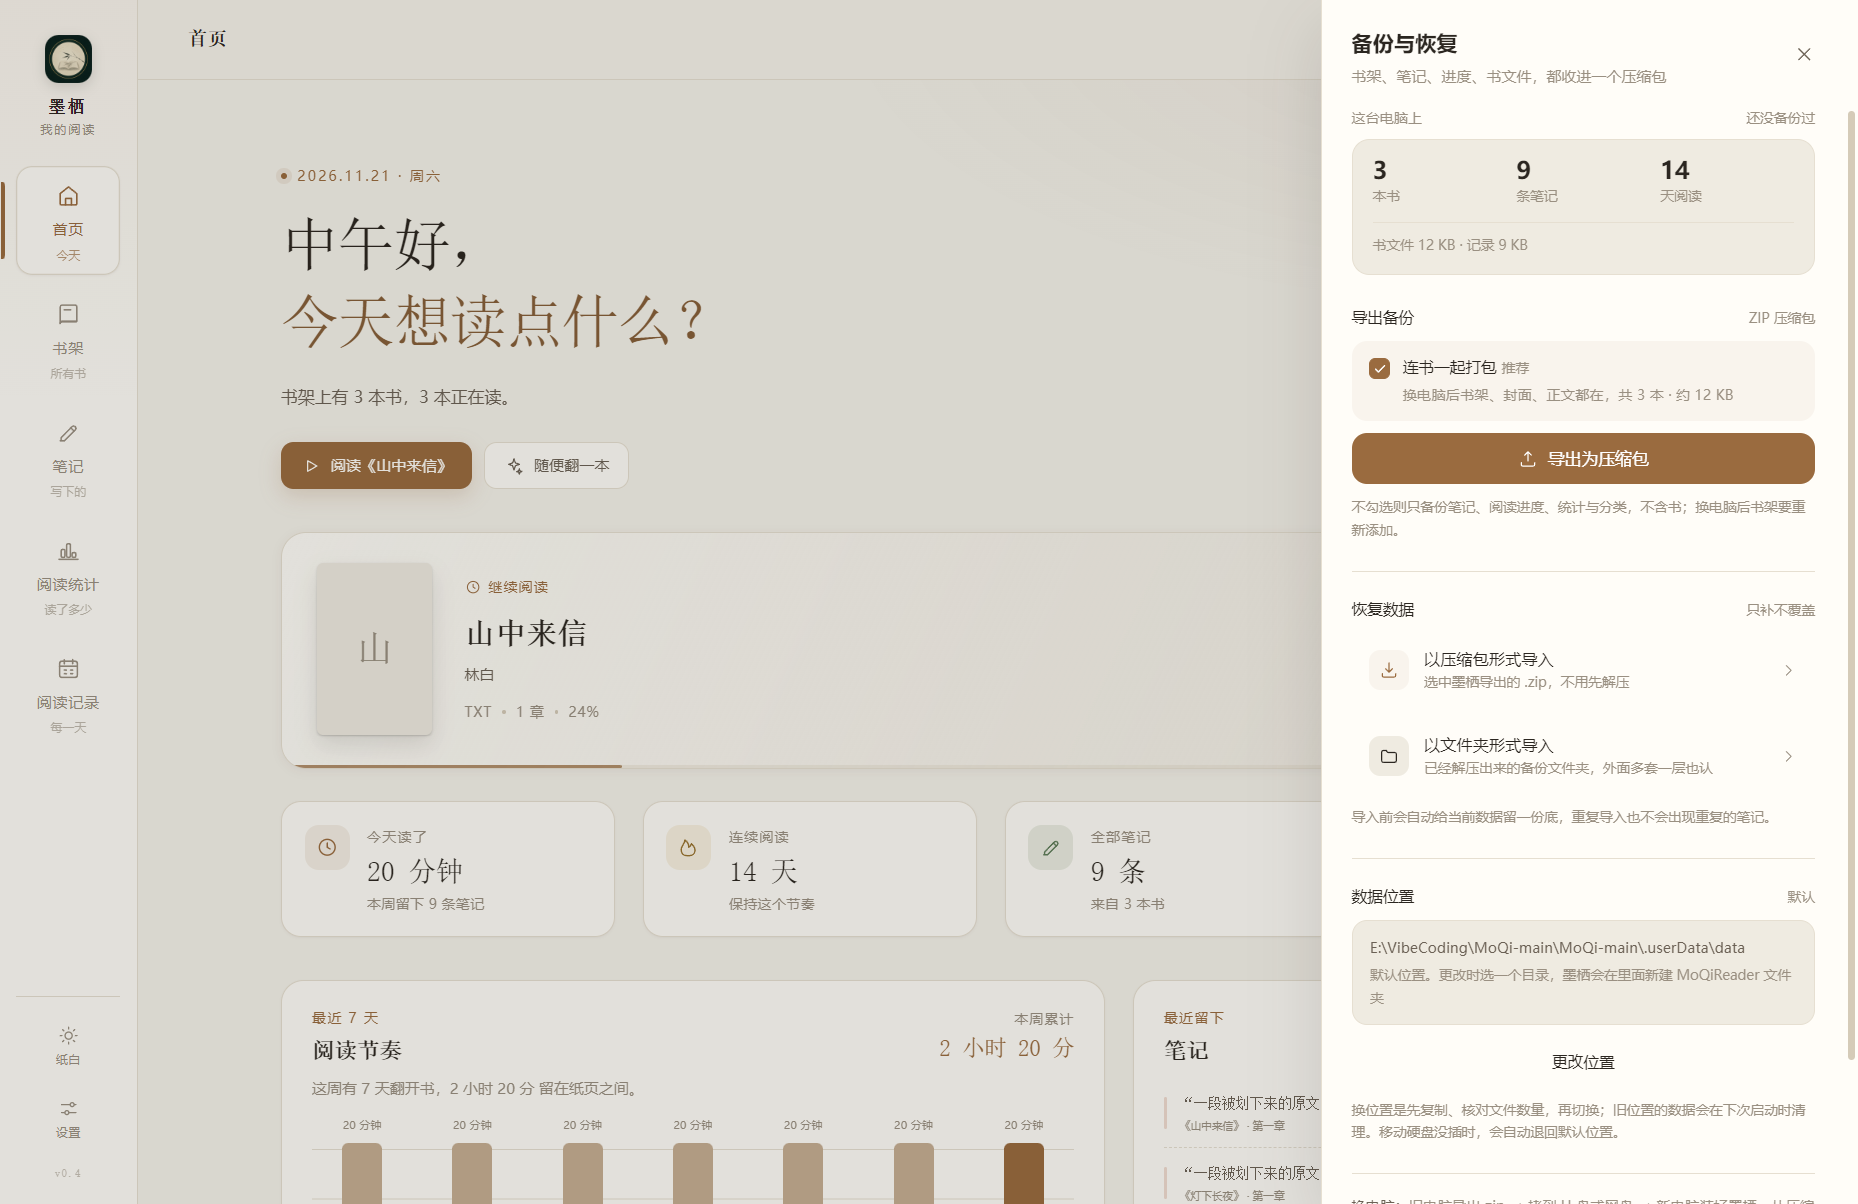 墨栖
我的阅读
首页
今天
书架
所有书
笔记
写下的
阅读统计
读了多少
阅读记录
每一天
纸白
设置
v0.4
首页
2026.11.21 · 周六
中午好，
今天想读点什么？
书架上有 3 本书，3 本正在读。
阅读《山中来信》
随便翻一本
山
继续阅读
山中来信
林白
TXT • 1 章 • 24%
今天读了
20 分钟
本周留下 9 条笔记
连续阅读
14 天
保持这个节奏
全部笔记
9 条
来自 3 本书
最近 7 天
阅读节奏
本周累计
2 小时 20 分
这周有 7 天翻开书，2 小时 20 分 留在纸页之间。
20 分钟
20 分钟
20 分钟
20 分钟
20 分钟
20 分钟
20 分钟
最近留下
笔记
“一段被划下来的原文
《山中来信》 · 第一章
“一段被划下来的原文
《灯下长夜》 · 第一章
备份与恢复
书架、笔记、进度、书文件，都收进一个压缩包
这台电脑上
还没备份过
3
本书
9
条笔记
14
天阅读
书文件 12 KB · 记录 9 KB
导出备份
ZIP 压缩包
连书一起打包 推荐
换电脑后书架、封面、正文都在，共 3 本 · 约 12 KB
导出为压缩包
不勾选则只备份笔记、阅读进度、统计与分类，不含书；换电脑后书架要重
新添加。
恢复数据
只补不覆盖
以压缩包形式导入
选中墨栖导出的 .zip，不用先解压
以文件夹形式导入
已经解压出来的备份文件夹，外面多套一层也认
导入前会自动给当前数据留一份底，重复导入也不会出现重复的笔记。
数据位置
默认
E:\VibeCoding\MoQi-main\MoQi-main\.userData\data
默认位置。更改时选一个目录，墨栖会在里面新建 MoQiReader 文件
夹
更改位置
换位置是先复制、核对文件数量，再切换；旧位置的数据会在下次启动时清
理。移动硬盘没插时，会自动退回默认位置。